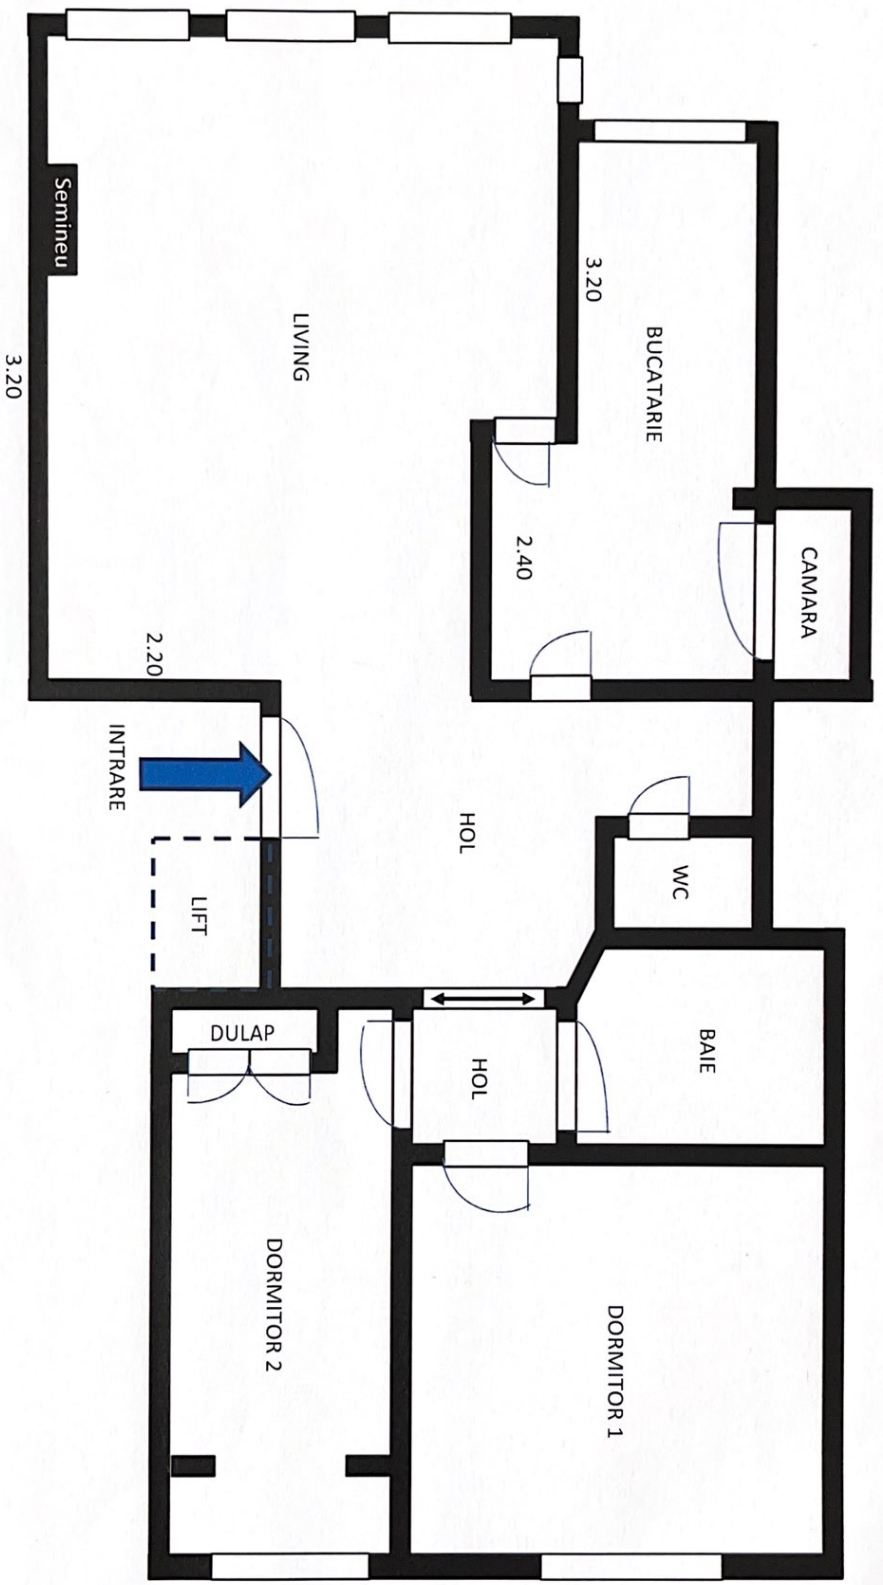 CAMARA
BAIE
WC
BUCATARIE
DORMITOR 1
3.20
2.40
HOL
HOL
LIVING
DORMITOR 2
DULAP
LIFT
2.20
INTRARE
Semineu
3.20